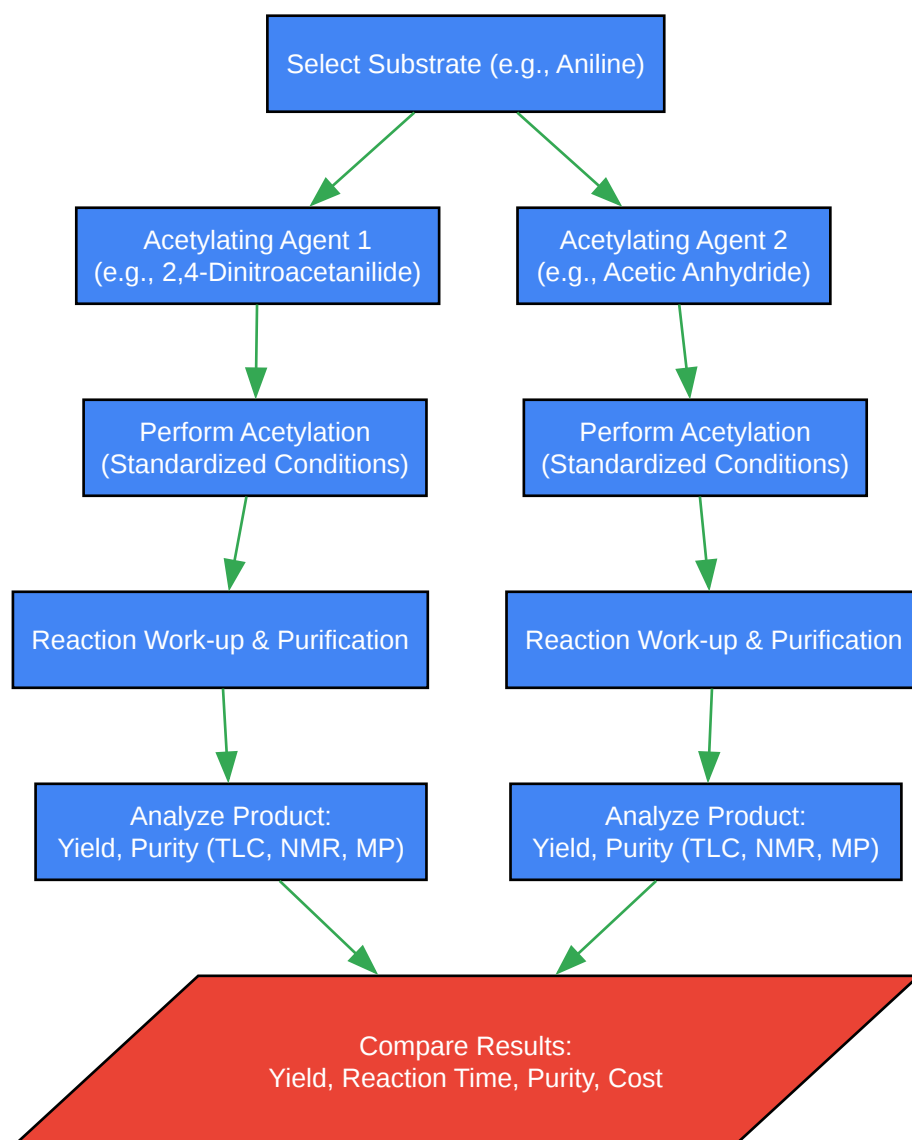 Select Substrate (e.g., Aniline)
Acetylating Agent 1
(e.g., 2,4-Dinitroacetanilide)
Acetylating Agent 2
(e.g., Acetic Anhydride)
Perform Acetylation
(Standardized Conditions)
Perform Acetylation
(Standardized Conditions)
Reaction Work-up & Purification
Reaction Work-up & Purification
Analyze Product:
Yield, Purity (TLC, NMR, MP)
Analyze Product:
Yield, Purity (TLC, NMR, MP)
Compare Results:
Yield, Reaction Time, Purity, Cost